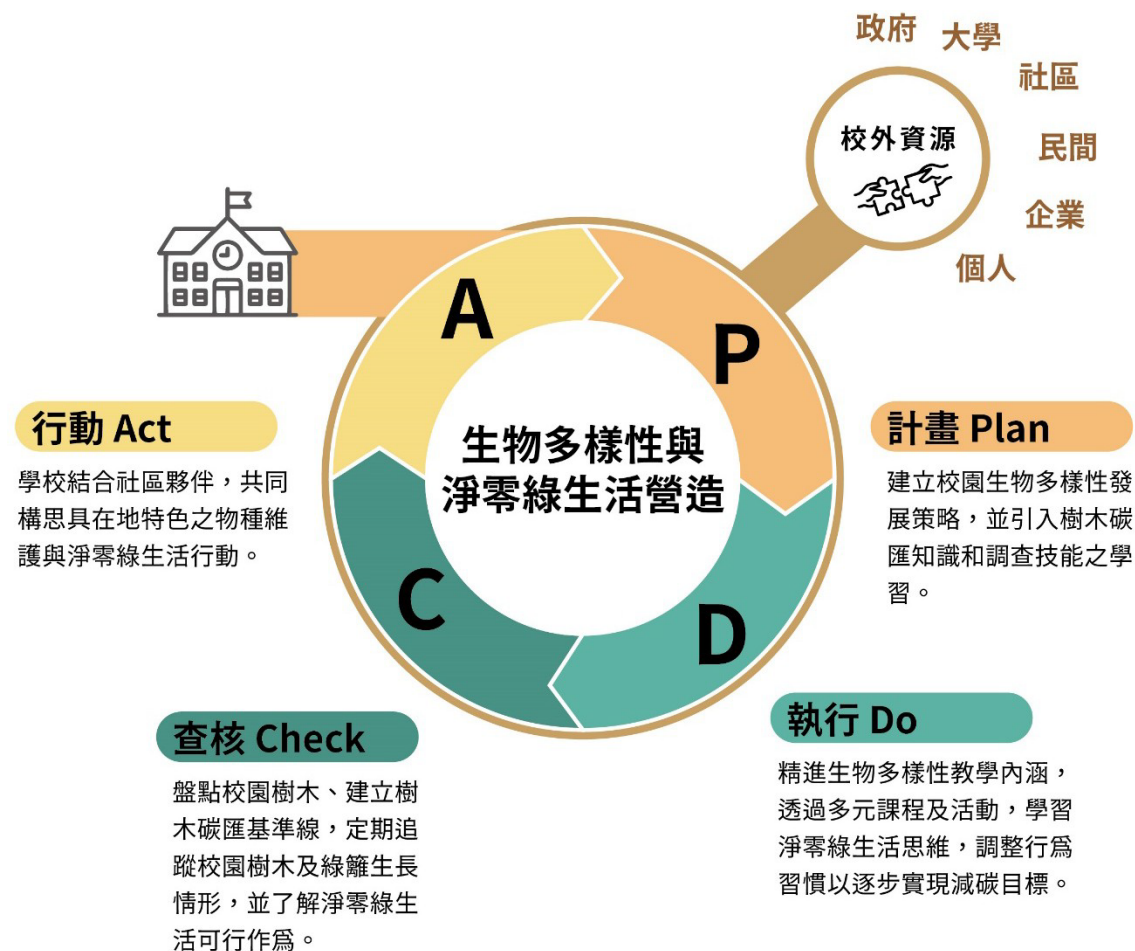 政府
大學
社區
民間
企業
個人
校外資源
A
P
C
D
生物多樣性與
淨零綠生活營造
行動 Act
學校結合社區夥伴，共同
構思具在地特色之物種維
護與淨零綠生活行動。
計畫 Plan
建立校園生物多樣性發
展策略，並引入樹木碳
匯知識和調查技能之學
習。
查核 Check
盤點校園樹木、建立樹
木碳匯基準線，定期追
蹤校園樹木及綠籬生長
情形，並了解淨零綠生
活可行作為。
執行 Do
精進生物多樣性教學內涵，
透過多元課程及活動，學習
淨零綠生活思維，調整行為
習慣以逐步實現減碳目標。